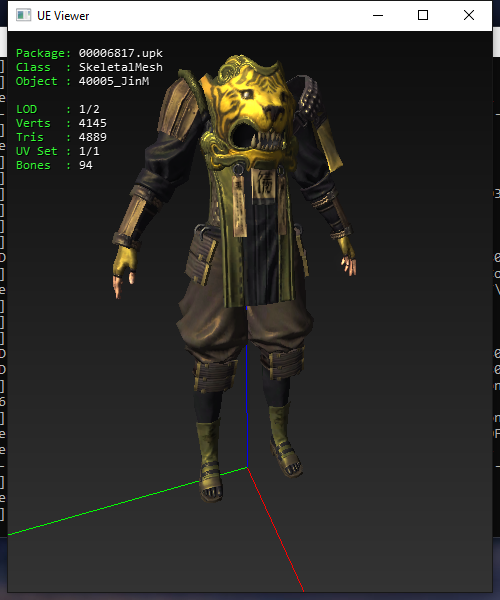 UE Viewer
Package: 00006817.upk
Class : SkeletalMesh
Object : 40005_JinM
LOD : 1/2
Verts : 4145
Tris : 4889
UV Set : 1/1
Bones : 94